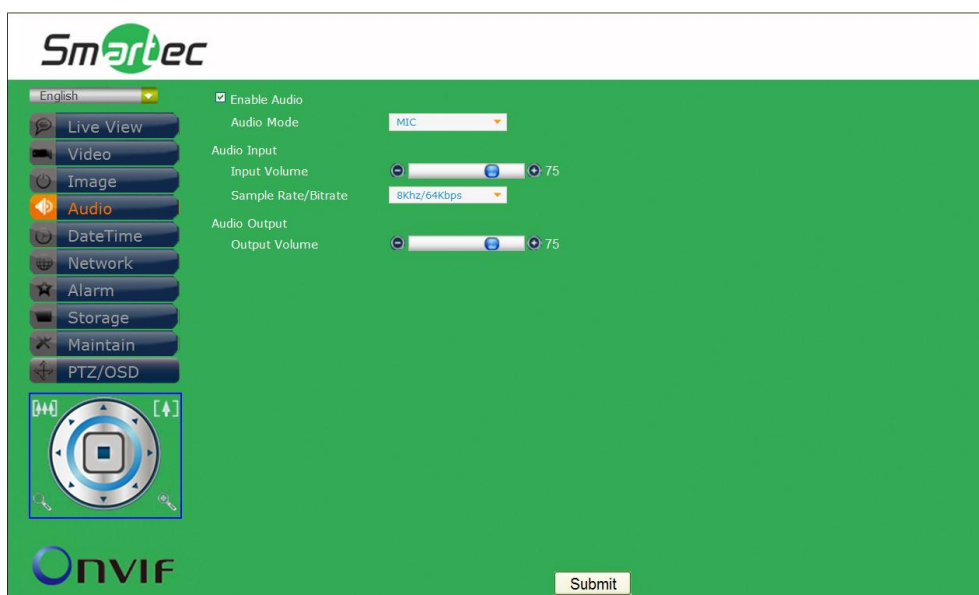 Smartec
English
Enable Audio
Audio Mode MIC
Audio Input
Input Volume 75
Sample Rate/Bitrate 8Khz/64Kbps
Audio Output
Output Volume 75
Live View
Video
Image
Audio
DateTime
Network
Alarm
Storage
Maintain
PTZ/OSD
Onvif
Submit